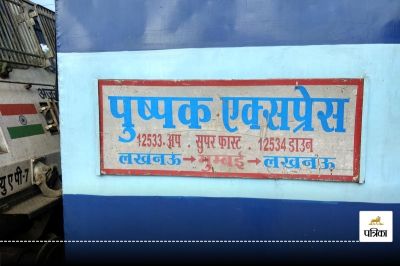 पुष्पक एक्सप्रेस
12533. अप . सुपर फास्ट . 12534 डाउन
लखनऊ → मुम्बई → लखनऊ
पत्रिका